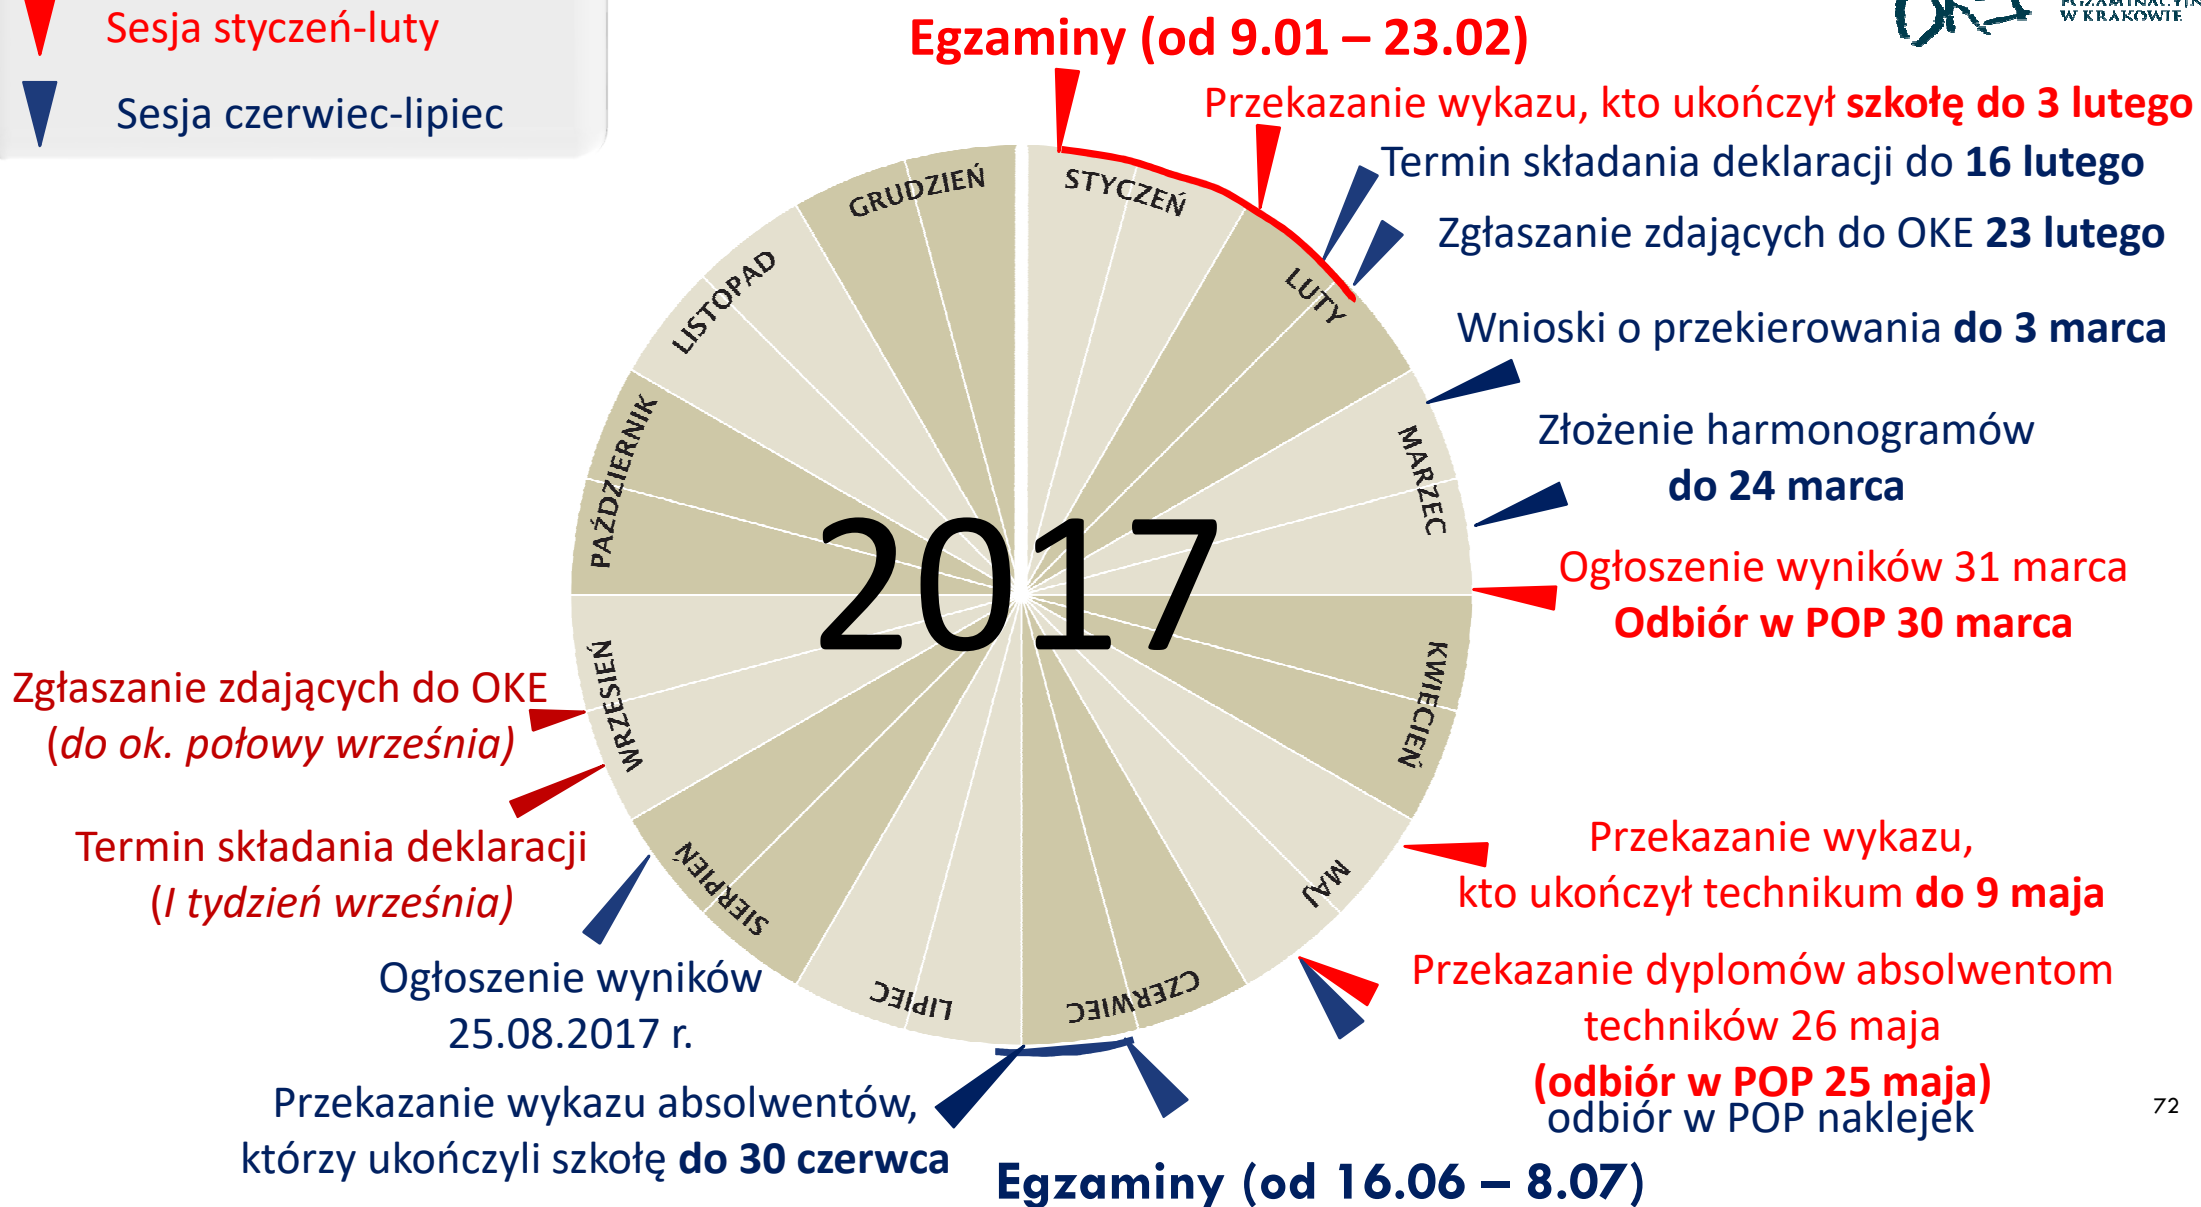 Sesja styczeń-luty
Sesja czerwiec-lipiec
Egzaminy (od 9.01 – 23.02)
W KRAKOWIE
Przekazanie wykazu, kto ukończył szkołę do 3 lutego
Termin składania deklaracji do 16 lutego
Zgłaszanie zdających do OKE 23 lutego
Wnioski o przekierowania do 3 marca
Złożenie harmonogramów
do 24 marca
Ogłoszenie wyników 31 marca
Odbiór w POP 30 marca
Przekazanie wykazu,
kto ukończył technikum do 9 maja
Przekazanie dyplomów absolwentom
techników 26 maja
(odbiór w POP 25 maja)
odbiór w POP naklejek
Egzaminy (od 16.06 – 8.07)
Przekazanie wykazu absolwentów,
którzy ukończyli szkołę do 30 czerwca
Ogłoszenie wyników
25.08.2017 r.
Termin składania deklaracji
(I tydzień września)
Zgłaszanie zdających do OKE
(do ok. połowy września)
STYCZEŃ
LUTY
MARZEC
KWIECIEŃ
MAJ
CZERWIEC
LIPIEC
SIERPIEŃ
WRZESIEŃ
PAŹDZIERNIK
LISTOPAD
GRUDZIEŃ
2017
72